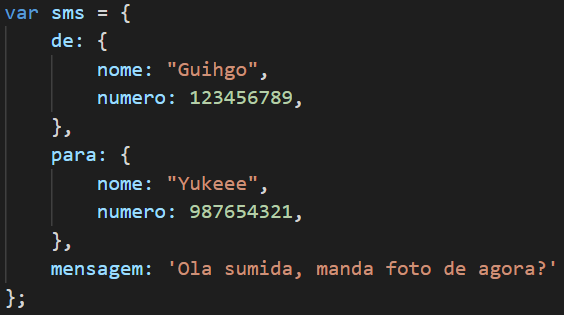 var sms = {
    de: {
        nome: "Guihgo",
        numero: 123456789,
    },
    para: {
        nome: "Yukeee",
        numero: 987654321,
    },
    mensagem: 'Ola sumida, manda foto de agora?'
};